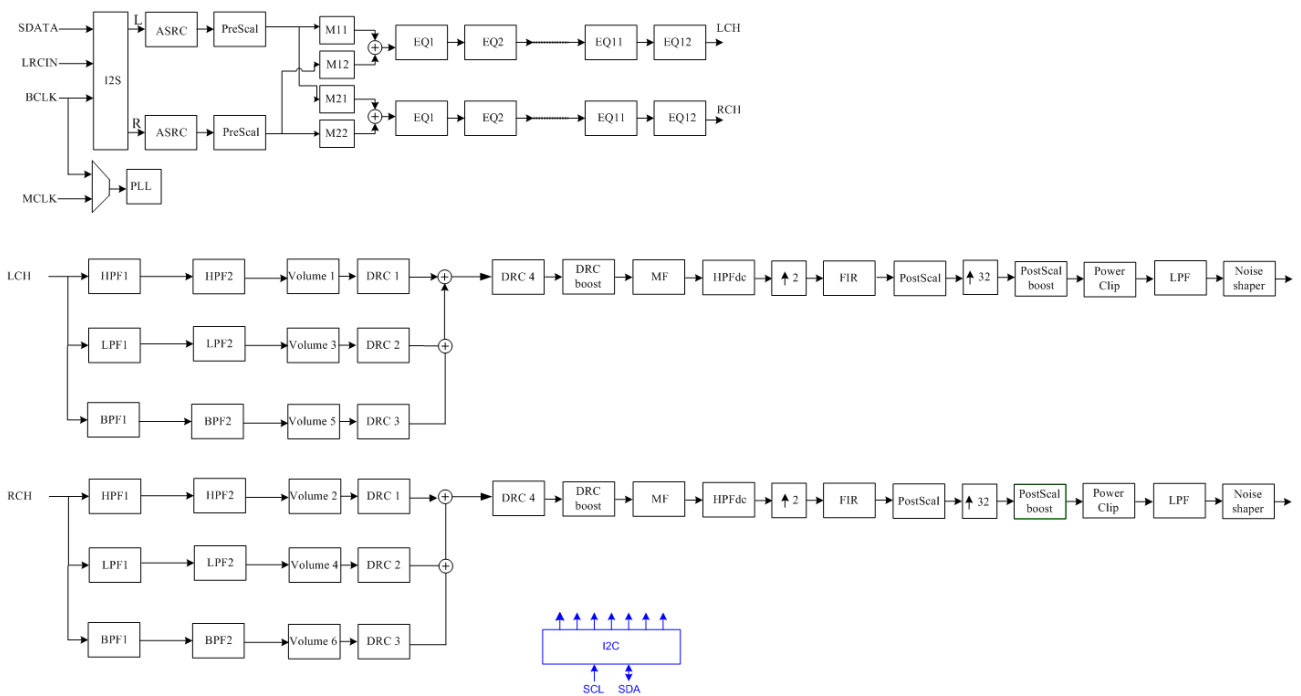 SDATA
LRCIN
BCLK
MCLK
I2S
L
R
ASRC
PreScal
M11
M12
EQ1
EQ2
EQ11
EQ12
LCH
ASRC
PreScal
M21
M22
EQ1
EQ2
EQ11
EQ12
RCH
PLL
LCH
HPF1
HPF2
Volume 1
DRC 1
DRC 4
DRC
boost
MF
HPFdc
2
FIR
PostScal
32
PostScal
boost
Power
Clip
LPF
Noise
shaper
LPF1
LPF2
Volume 3
DRC 2
BPF1
BPF2
Volume 5
DRC 3
RCH
HPF1
HPF2
Volume 2
DRC 1
DRC 4
DRC
boost
MF
HPFdc
2
FIR
PostScal
32
PostScal
boost
Power
Clip
LPF
Noise
shaper
LPF1
LPF2
Volume 4
DRC 2
BPF1
BPF2
Volume 6
DRC 3
I2C
SCL
SDA